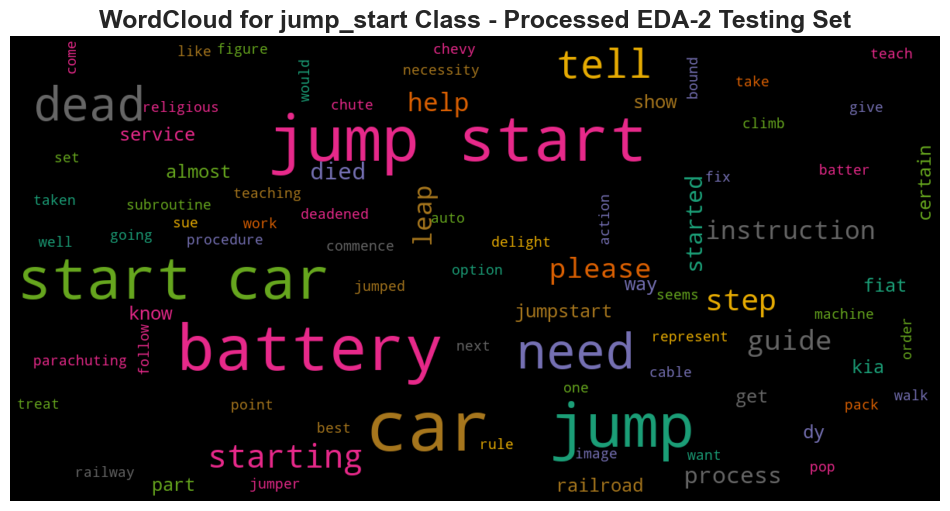 WordCloud for jump_start Class - Processed EDA-2 Testing Set
come
like
figure
chevy
tell
teach
would
necessity
bound
take
dead
religious
chute
help
show
give
service
jump start
climb
set
almost
died
fix
batter
certain
taken
teaching
leap
started
subroutine
deadened
auto
action
sue
work
instruction
well
going
procedure
commence
delight
start car
option
please
way
seems
step
fiat
jumped
know
jumpstart
machine
follow
battery
next
need
represent
guide
order
parachuting
cable
kia
treat
point
one
get
pack
walk
best
car
rule
jump
dy
starting
image
want
railway
process
pop
part
jumper
railroad